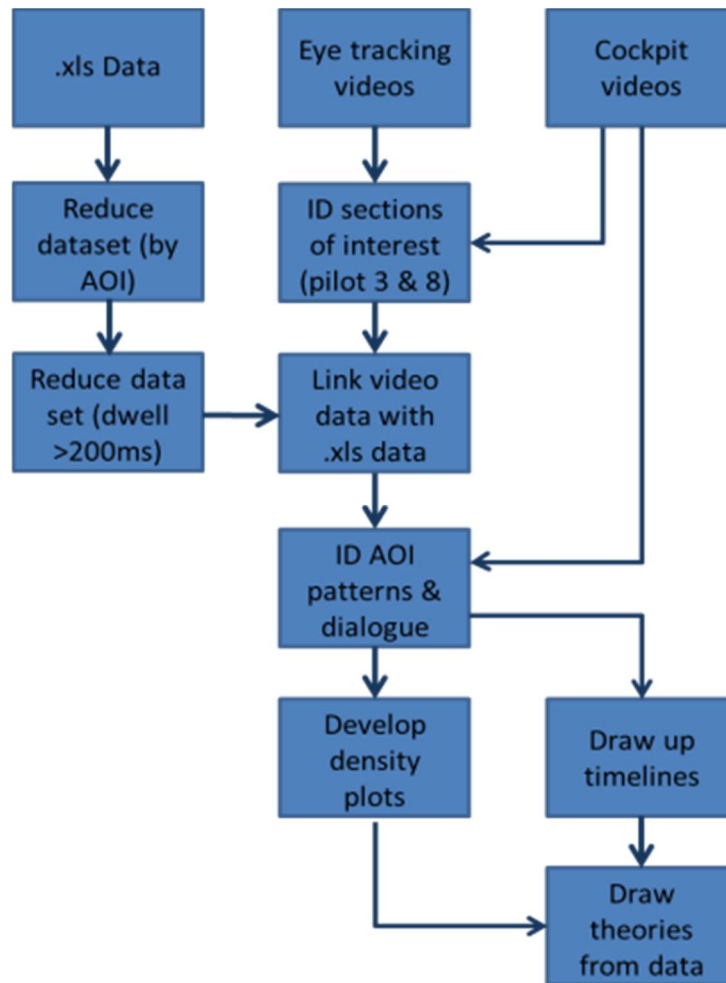 .xls Data
Eye tracking
videos
Cockpit
videos
Reduce
dataset (by
AOI)
ID sections
of interest
(pilot 3 & 8)
Reduce data
set (dwell
>200ms)
Link video
data with
.xls data
ID AOI
patterns &
dialogue
Develop
density
plots
Draw up
timelines
Draw
theories
from data